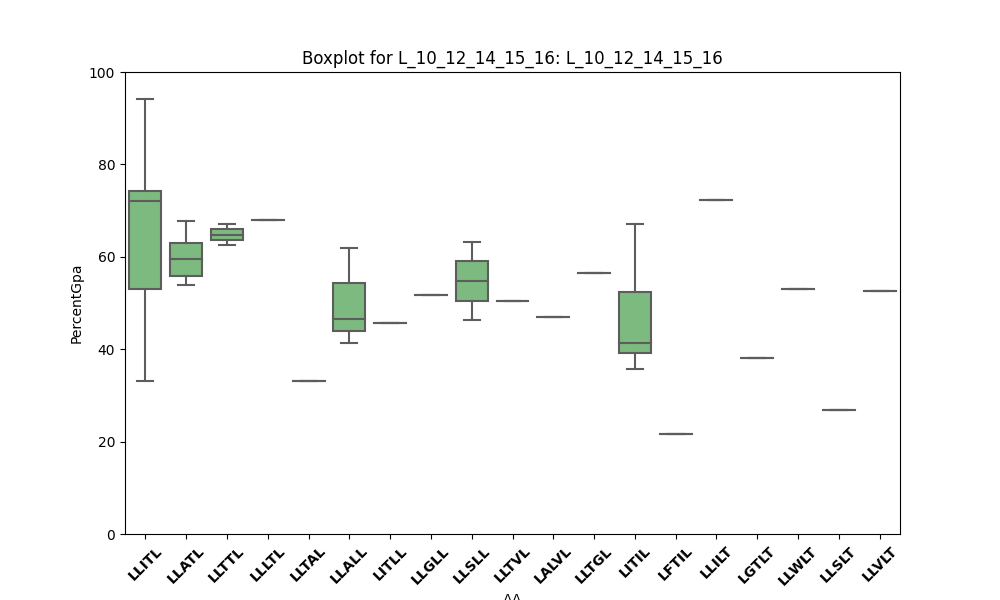 Boxplot for L_10_12_14_15_16: L_10_12_14_15_16
PercentGpa
100
80
60
40
20
0
LLITL LLATL LLTTL LLLTL LLTAL LLALL LITLL LLGLL LLSLL LLTVL LALVL LLTGL LITIL LFTIL LLILT LGTLT LLWLT LLSLT LLVLT
AA